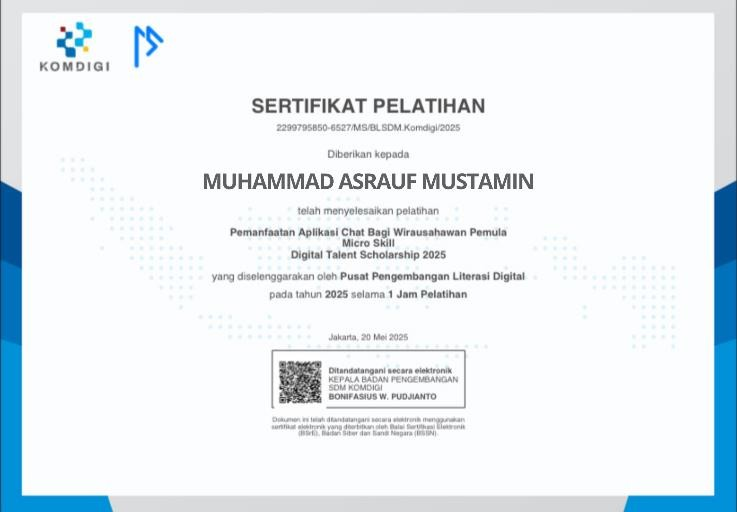 KOMDIGI
SERTIFIKAT PELATIHAN
2299795850-6527/MS/BLSDM.Komdigi/2025
Diberikan kepada
MUHAMMAD ASRAUF MUSTAMIN
telah menyelesaikan pelatihan
Pemanfaatan Aplikasi Chat Bagi Wirausahawan Pemula
Micro Skill
Digital Talent Scholarship 2025
yang diselenggarakan oleh Pusat Pengembangan Literasi Digital
pada tahun 2025 selama 1 Jam Pelatihan
Jakarta, 20 Mei 2025
Ditandatangani secara elektronik
KEPALA BADAN PENGEMBANGAN
SDM KOMDIGI
BONIFASIUS W. PUDJIANTO
Dokumen ini telah ditandatangani secara elektronik menggunakan
sertifikat elektronik yang diterbitkan oleh Balai Sertifikasi Elektronik
(BSrE), Badan Siber dan Sandi Negara (BSSN).